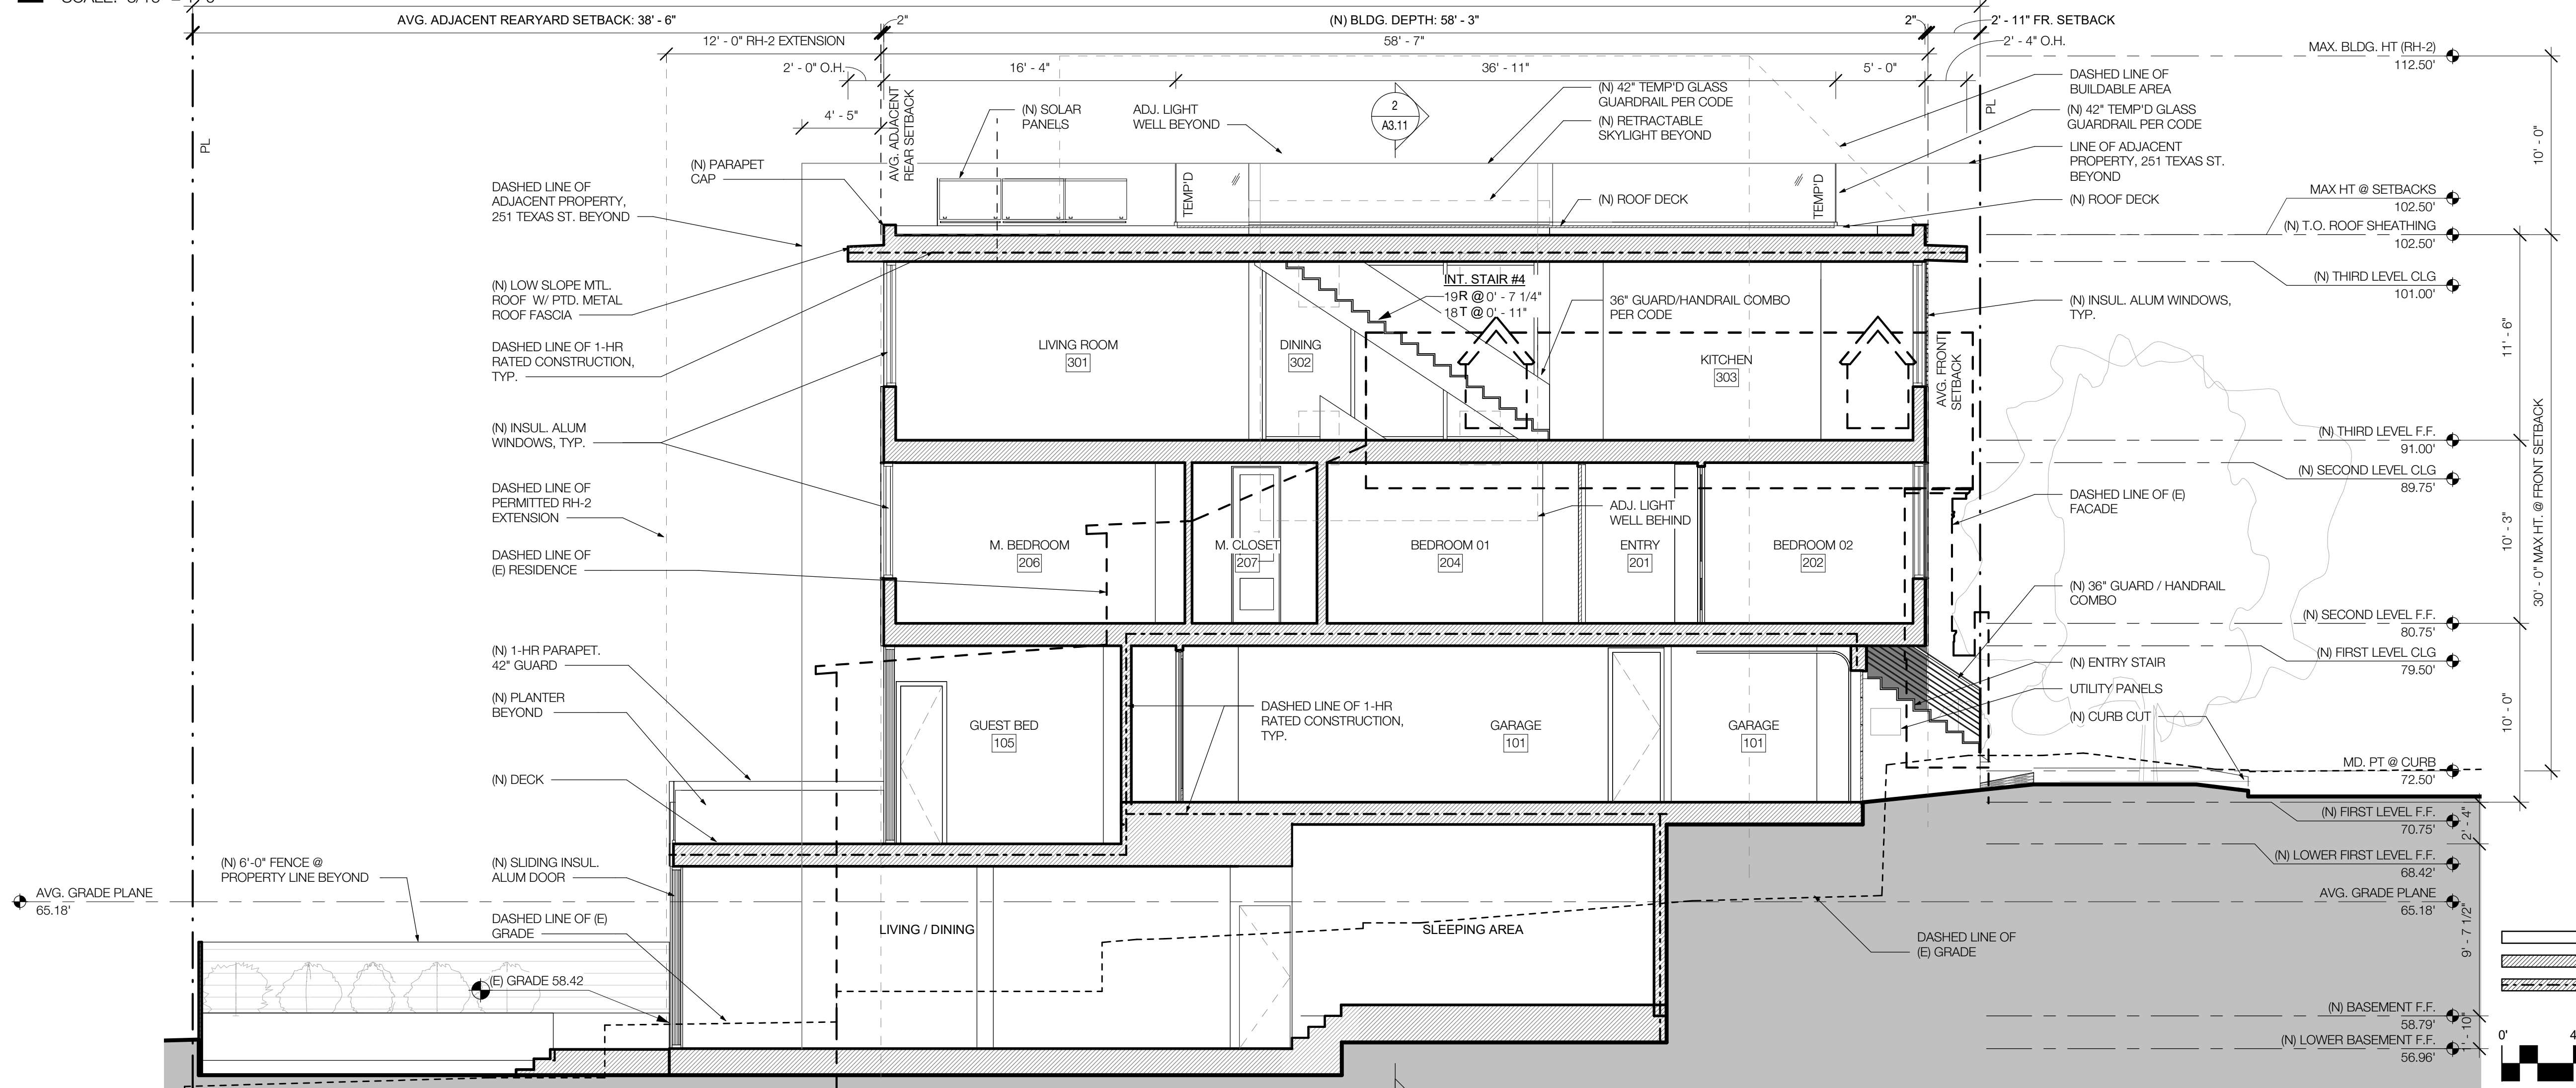 AVG. ADJACENT REARYARD SETBACK: 38' - 6"
2"
(N) BLDG. DEPTH: 58' - 3"
2"
2' - 11" FR. SETBACK
12' - 0" RH-2 EXTENSION
58' - 7"
2' - 4" O.H.
MAX. BLDG. HT (RH-2)
112.50'
2' - 0" O.H.
16' - 4"
36' - 11"
5' - 0"
DASHED LINE OF
BUILDABLE AREA
4' - 5"
AVG. ADJACENT
REAR SETBACK
(N) SOLAR
PANELS
ADJ. LIGHT
WELL BEYOND
2
A3.11
(N) 42" TEMP'D GLASS
GUARDRAIL PER CODE
(N) RETRACTABLE
SKYLIGHT BEYOND
PL
(N) 42" TEMP'D GLASS
GUARDRAIL PER CODE
PL
10' - 0"
LINE OF ADJACENT
PROPERTY, 251 TEXAS ST.
BEYOND
(N) PARAPET
CAP
DASHED LINE OF
ADJACENT PROPERTY,
251 TEXAS ST. BEYOND
TEMP'D
TEMP'D
(N) ROOF DECK
(N) ROOF DECK
MAX HT @ SETBACKS
102.50'
(N) T.O. ROOF SHEATHING
102.50'
(N) THIRD LEVEL CLG
101.00'
(N) LOW SLOPE MTL.
ROOF W/ PTD. METAL
ROOF FASCIA
INT. STAIR #4
19R @ 0' - 7 1/4"
18T @ 0' - 11"
36" GUARD/HANDRAIL COMBO
PER CODE
(N) INSUL. ALUM WINDOWS,
TYP.
DASHED LINE OF 1-HR
RATED CONSTRUCTION,
TYP.
LIVING ROOM
301
DINING
302
KITCHEN
303
AVG. FRONT
SETBACK
11' - 6"
(N) INSUL. ALUM
WINDOWS, TYP.
(N) THIRD LEVEL F.F.
91.00'
(N) SECOND LEVEL CLG
89.75'
30' - 0" MAX HT. @ FRONT SETBACK
DASHED LINE OF
PERMITTED RH-2
EXTENSION
ADJ. LIGHT
WELL BEHIND
DASHED LINE OF (E)
FACADE
10' - 3"
DASHED LINE OF
(E) RESIDENCE
M. BEDROOM
206
M. CLOSET
207
BEDROOM 01
204
ENTRY
201
BEDROOM 02
202
(N) 36" GUARD / HANDRAIL
COMBO
(N) SECOND LEVEL F.F.
80.75'
(N) FIRST LEVEL CLG
79.50'
(N) 1-HR PARAPET.
42" GUARD
(N) ENTRY STAIR
UTILITY PANELS
(N) CURB CUT
(N) PLANTER
BEYOND
GUEST BED
105
DASHED LINE OF 1-HR
RATED CONSTRUCTION,
TYP.
GARAGE
101
GARAGE
101
10' - 0"
(N) DECK
MD. PT @ CURB
72.50'
(N) FIRST LEVEL F.F.
70.75'
2' - 4"
(N) LOWER FIRST LEVEL F.F.
68.42'
(N) 6'-0" FENCE @
PROPERTY LINE BEYOND
(N) SLIDING INSUL.
ALUM DOOR
AVG. GRADE PLANE
65.18'
AVG. GRADE PLANE
65.18'
DASHED LINE OF (E)
GRADE
LIVING / DINING
SLEEPING AREA
DASHED LINE OF
(E) GRADE
9' - 7 1/2"
(E) GRADE 58.42
(N) BASEMENT F.F.
58.79'
1' - 10"
(N) LOWER BASEMENT F.F.
56.96'
0'